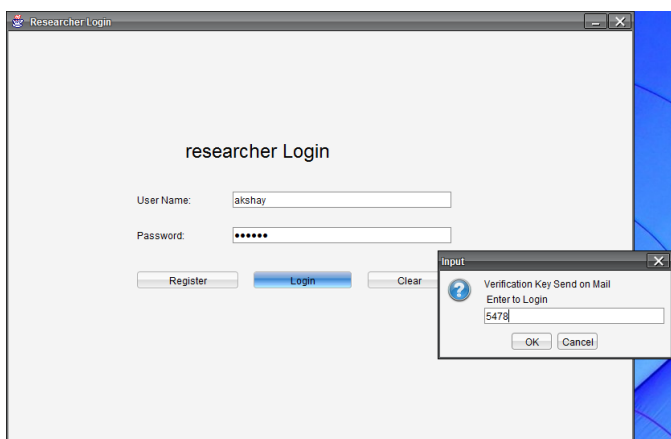 Researcher Login
researcher Login
User Name: akshay
Password: ••••••
Register Login Clear
Input
Verification Key Send on Mail
Enter to Login
5478
OK Cancel